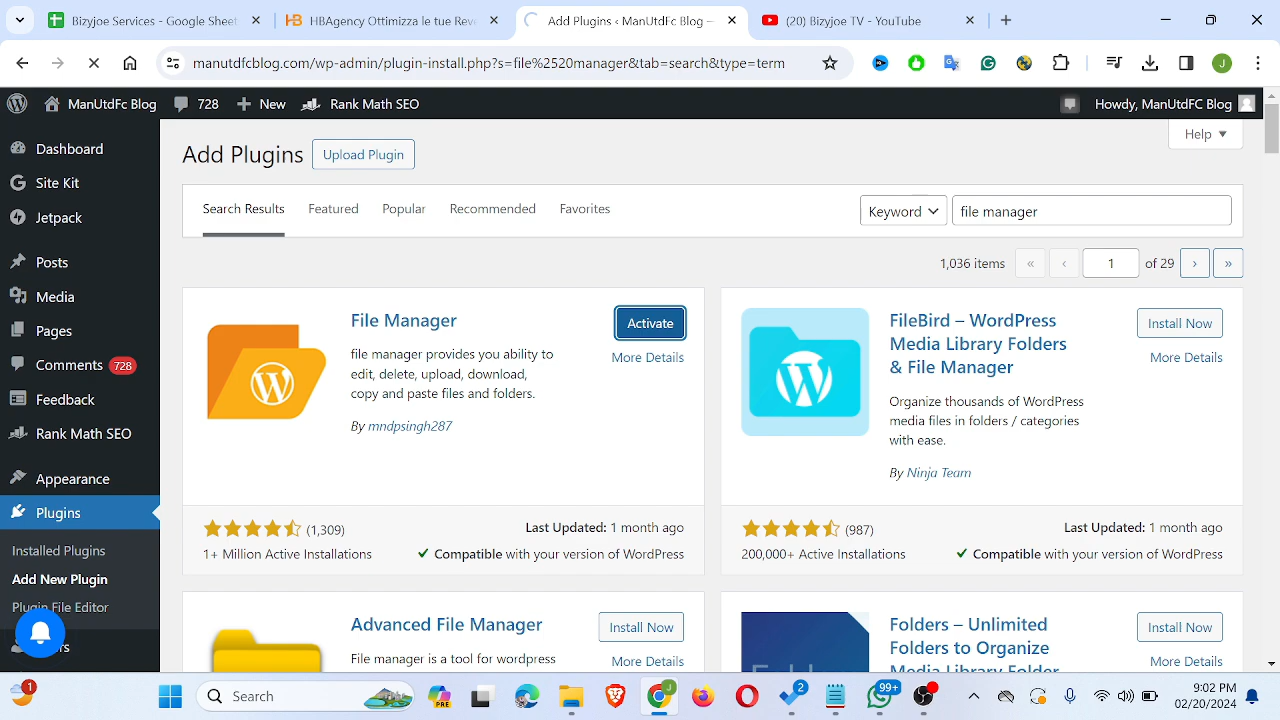 Bizyjoe Services - Google Sheet
HBAgency Ottimizza le tue Reve
Add Plugins ‹ ManUtdFc Blog —
(20) Bizyjoe TV - YouTube
manutdfcblog.com/wp-admin/plugin-install.php?s=file%2520manager&tab=search&type=term
J
ManUtdFc Blog
728
New
Rank Math SEO
Howdy, ManUtdFC Blog
Dashboard
Site Kit
Jetpack
Posts
Media
Pages
Comments 728
Feedback
Rank Math SEO
Appearance
Plugins
Installed Plugins
Add New Plugin
Plugin File Editor
Add Plugins
Upload Plugin
Help
Search Results
Featured
Popular
Recommended
Favorites
Keyword
file manager
1,036 items
«
‹
1
of 29
›
»
File Manager
Activate
More Details
file manager provides you ability to
edit, delete, upload, download,
copy and paste files and folders.
By mndpsingh287
(1,309)
1+ Million Active Installations
Last Updated: 1 month ago
Compatible with your version of WordPress
FileBird – WordPress
Media Library Folders
& File Manager
Install Now
More Details
Organize thousands of WordPress
media files in folders / categories
with ease.
By Ninja Team
(987)
200,000+ Active Installations
Last Updated: 1 month ago
Compatible with your version of WordPress
Advanced File Manager
Install Now
More Details
File manager is a tool for wordpress
Folders – Unlimited
Folders to Organize
Media Library Folder
Install Now
More Details
1
Search
PRE
J
2
99+
9:02 PM
02/20/2024